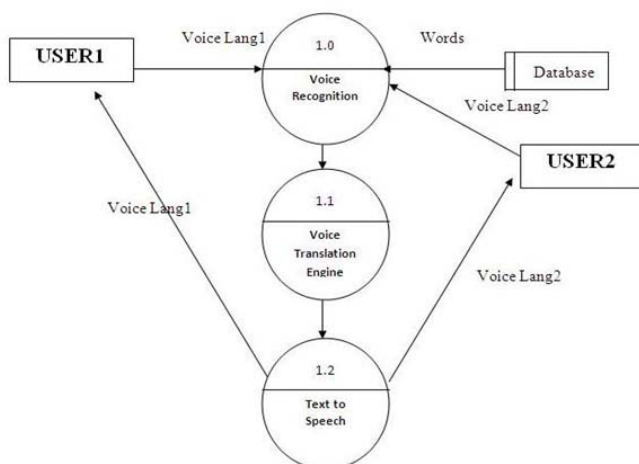 Voice Lang1
1.0
Words
USER1
Voice
Recognition
Database
Voice Lang2
USER2
1.1
Voice Lang1
Voice
Translation
Engine
Voice Lang2
1.2
Text to
Speech